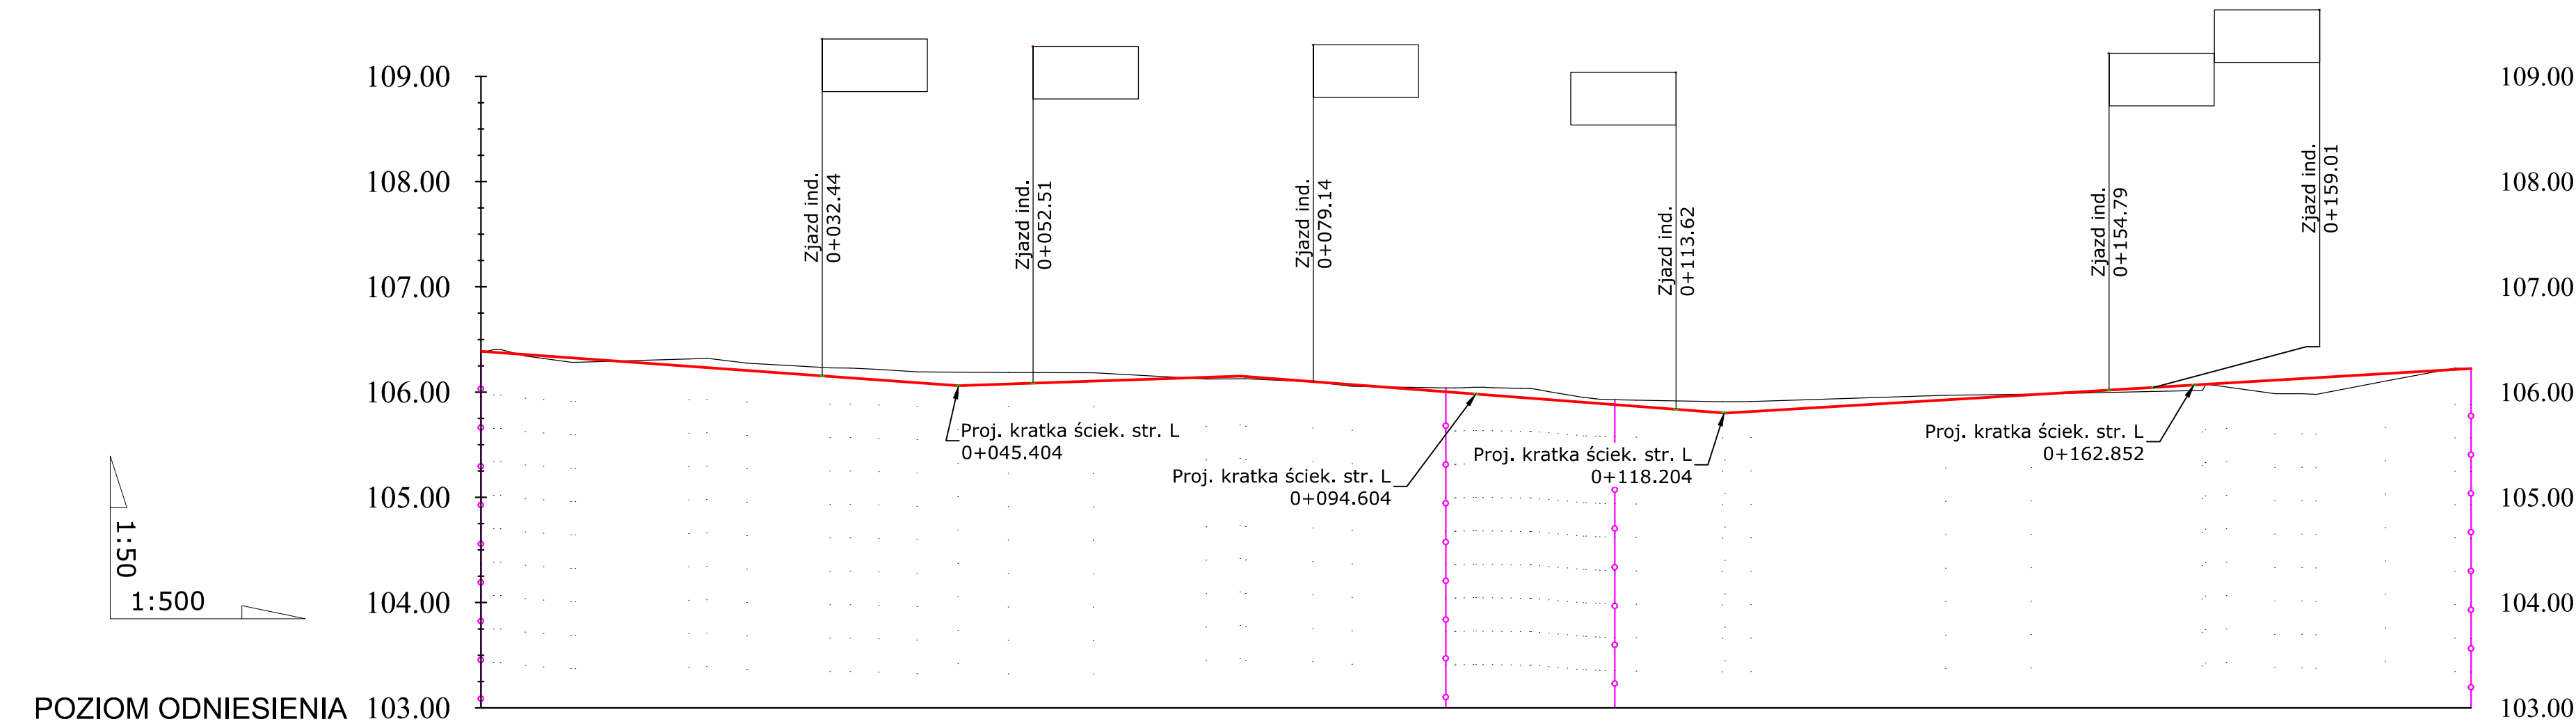 109.00
109.00
108.00
108.00
107.00
107.00
106.00
106.00
105.00
105.00
104.00
104.00
103.00
103.00
POZIOM ODNIESIENIA
1:50
1:500
Zjazd ind.
0+032.44
Zjazd ind.
0+052.51
Zjazd ind.
0+079.14
Zjazd ind.
0+113.62
Zjazd ind.
0+154.79
Zjazd ind.
0+159.01
Proj. kratka ściek. str. L
0+045.404
Proj. kratka ściek. str. L
0+094.604
Proj. kratka ściek. str. L
0+118.204
Proj. kratka ściek. str. L
0+162.852